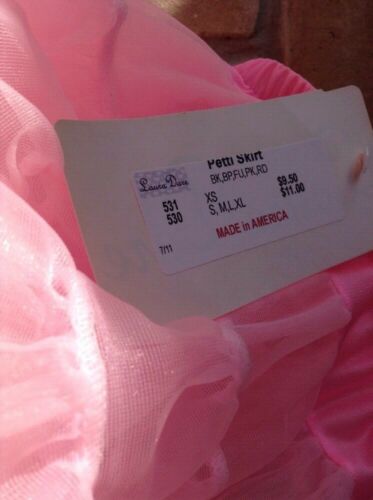 Petti Skirt
BK,BP,FU,PK,RD
Laura Dare
531 XS $9.50
530 S, M,L,XL $11.00
MADE in AMERICA
7/11